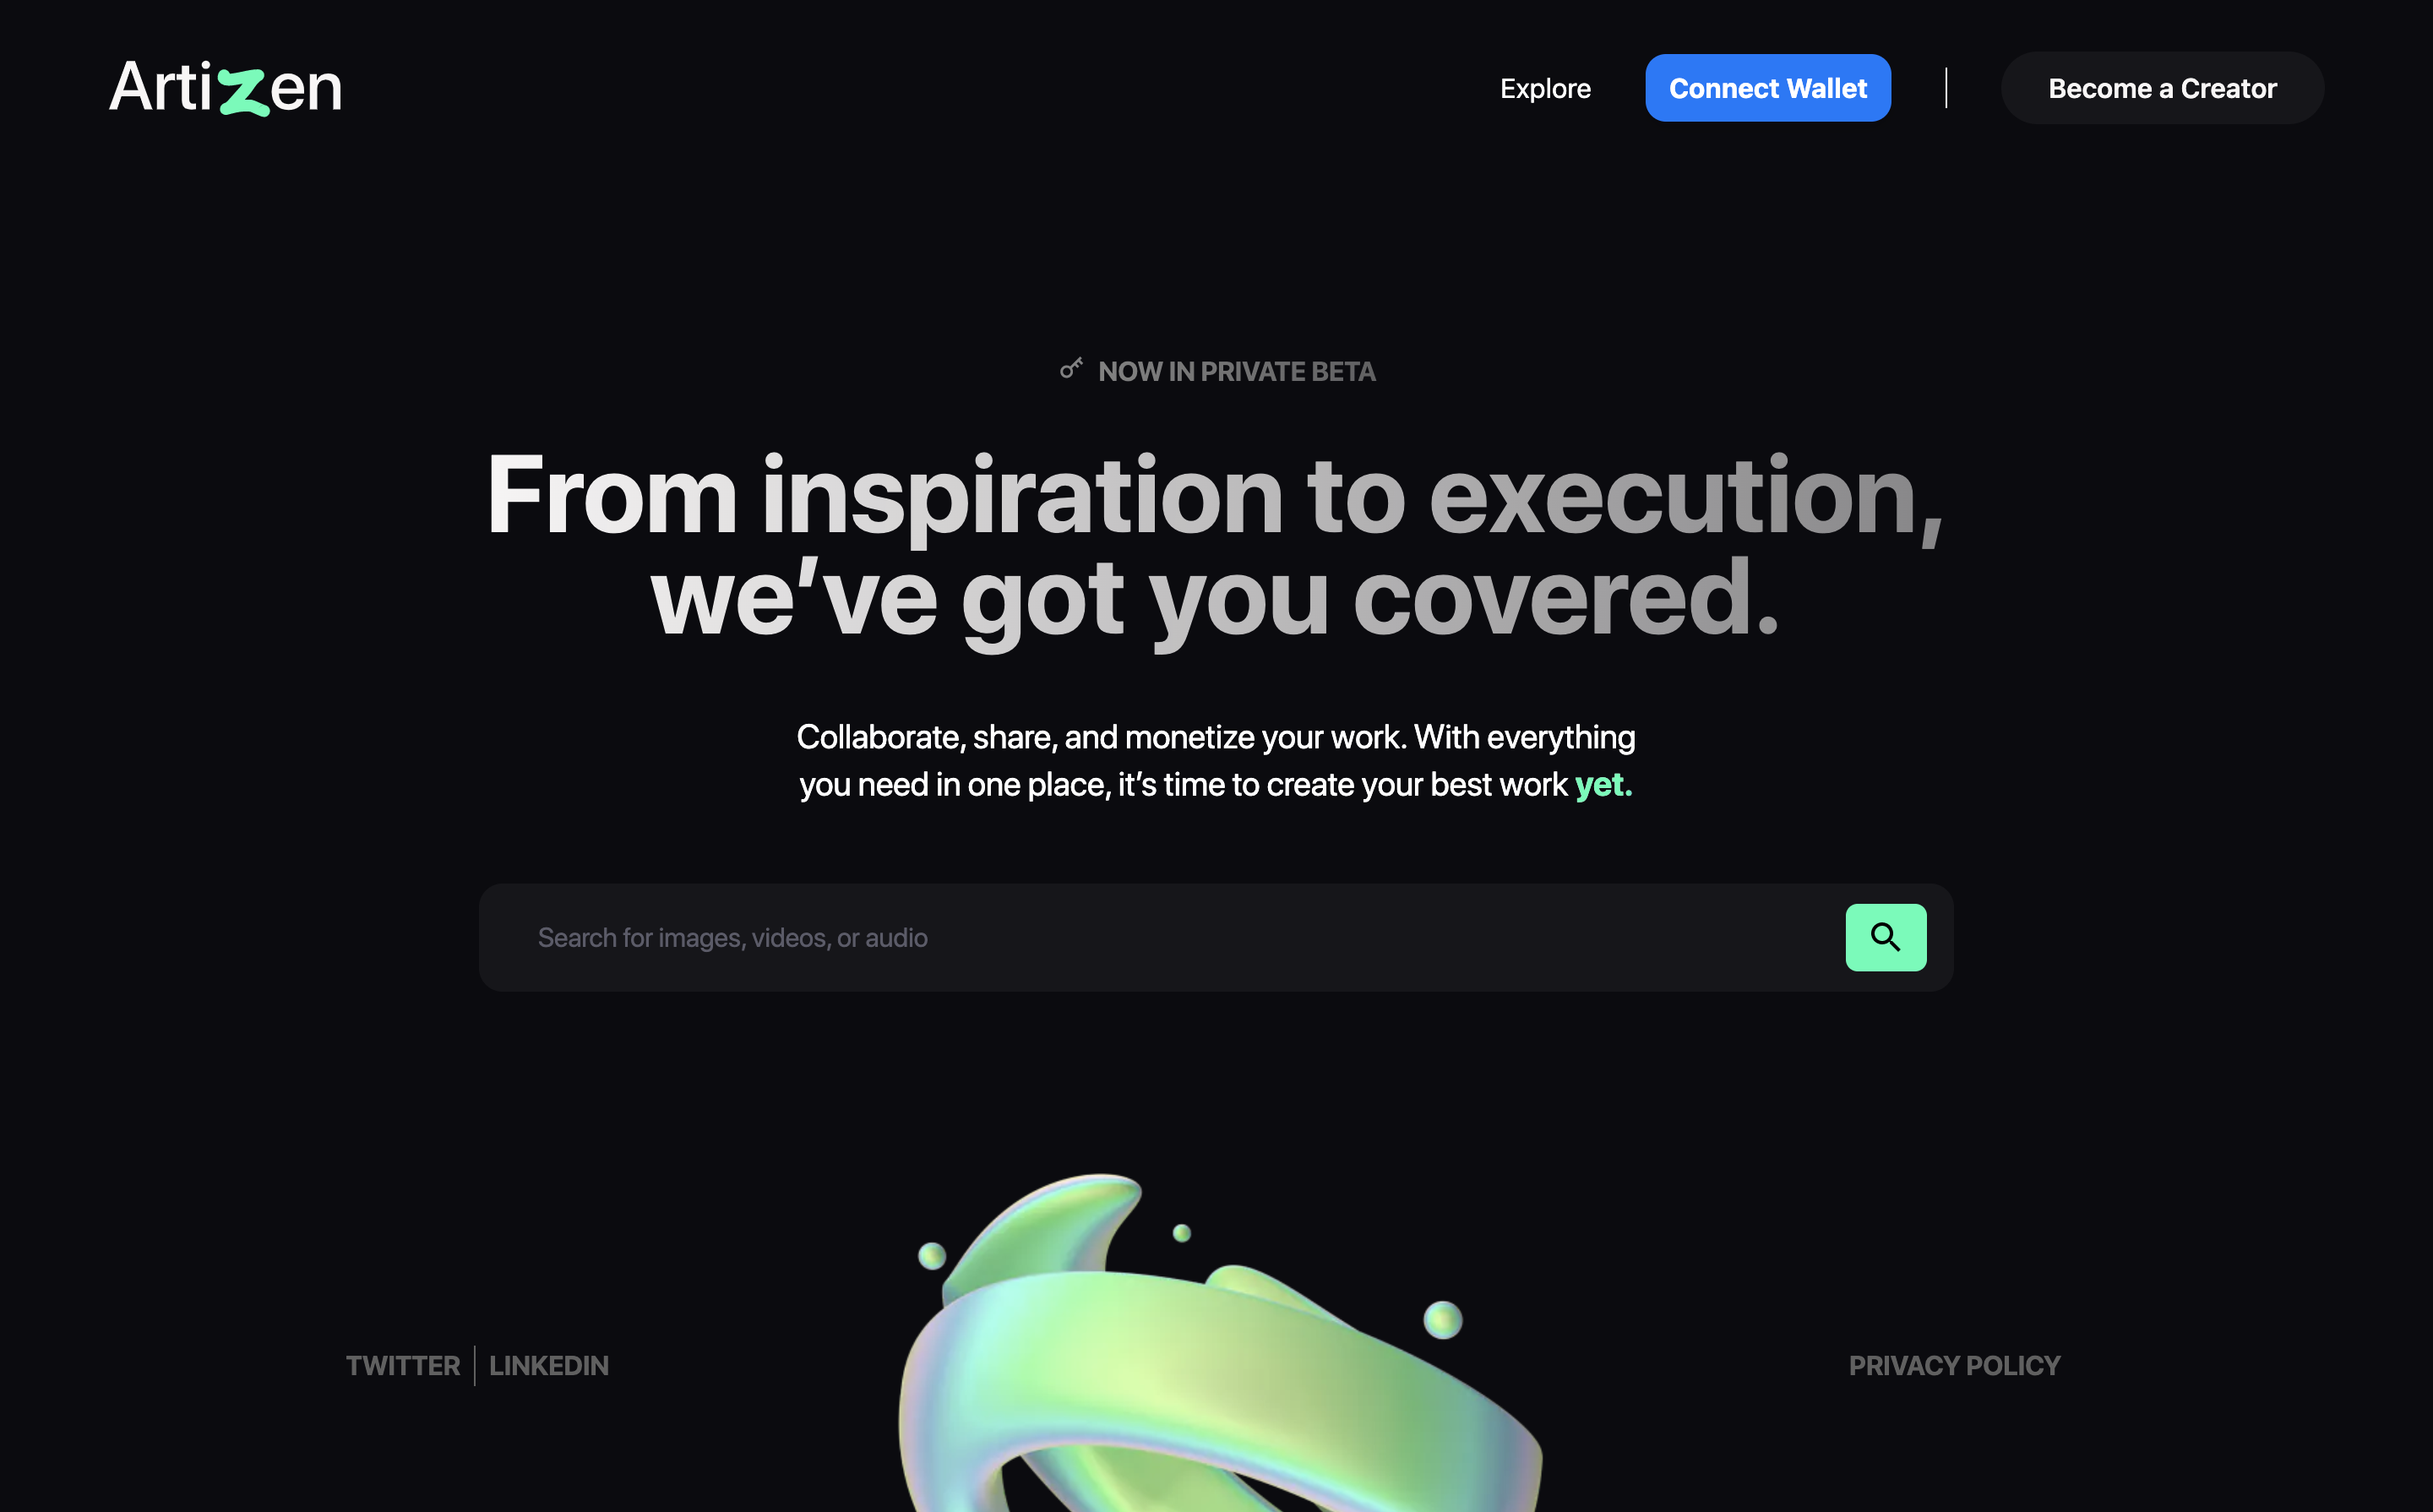 Artizen
Explore
Connect Wallet
Become a Creator
NOW IN PRIVATE BETA
From inspiration to execution,
we’ve got you covered.
Collaborate, share, and monetize your work. With everything
you need in one place, it’s time to create your best work yet.
Search for images, videos, or audio
TWITTER
LINKEDIN
PRIVACY POLICY